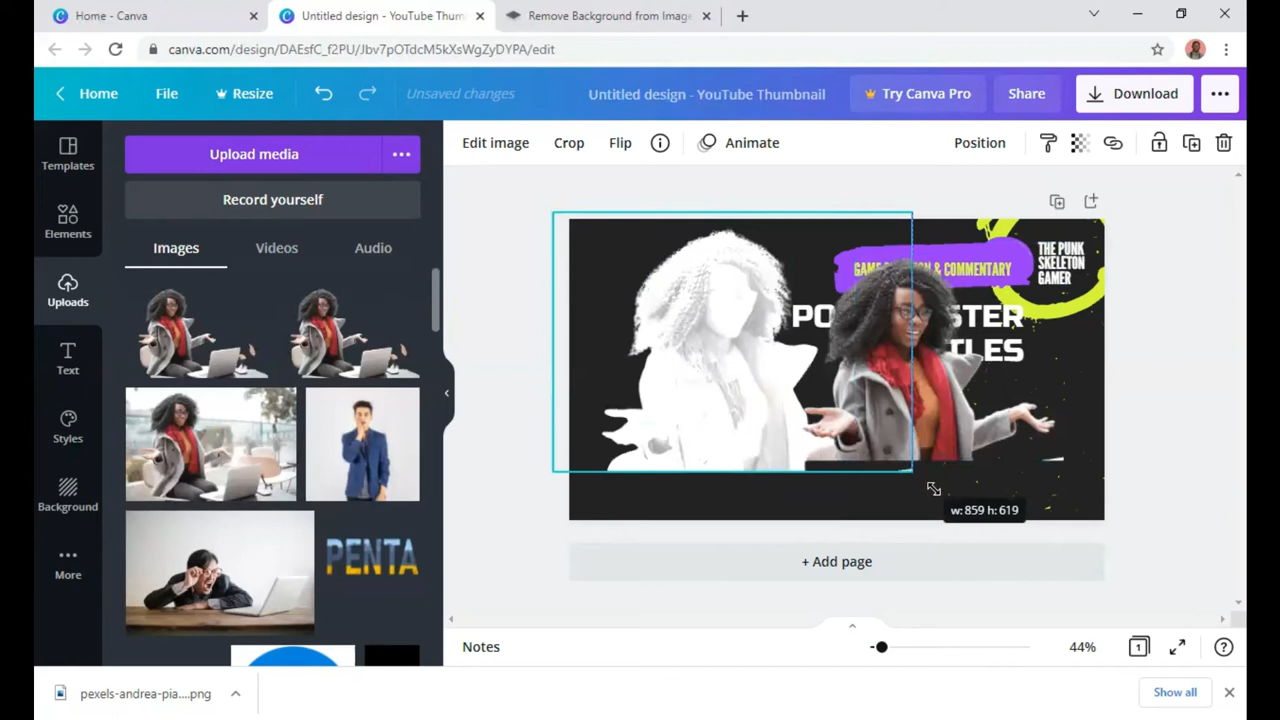 Home - Canva
Untitled design - YouTube Thum
Remove Background from Image
canva.com/design/DAEsfC_f2PU/Jbv7pOTdcM5kXsWgZyDYPA/edit
Home
File
Resize
Unsaved changes
Untitled design - YouTube Thumbnail
Try Canva Pro
Share
Download
Templates
Elements
Uploads
Text
Styles
Background
More
Upload media
Record yourself
Images
Videos
Audio
PENTA
Edit image
Crop
Flip
Animate
Position
& COMMENTARY
THE PUNK
SKELETON
GAMER
w: 859 h: 619
+ Add page
Notes
44%
1
pexels-andrea-pia....png
Show all